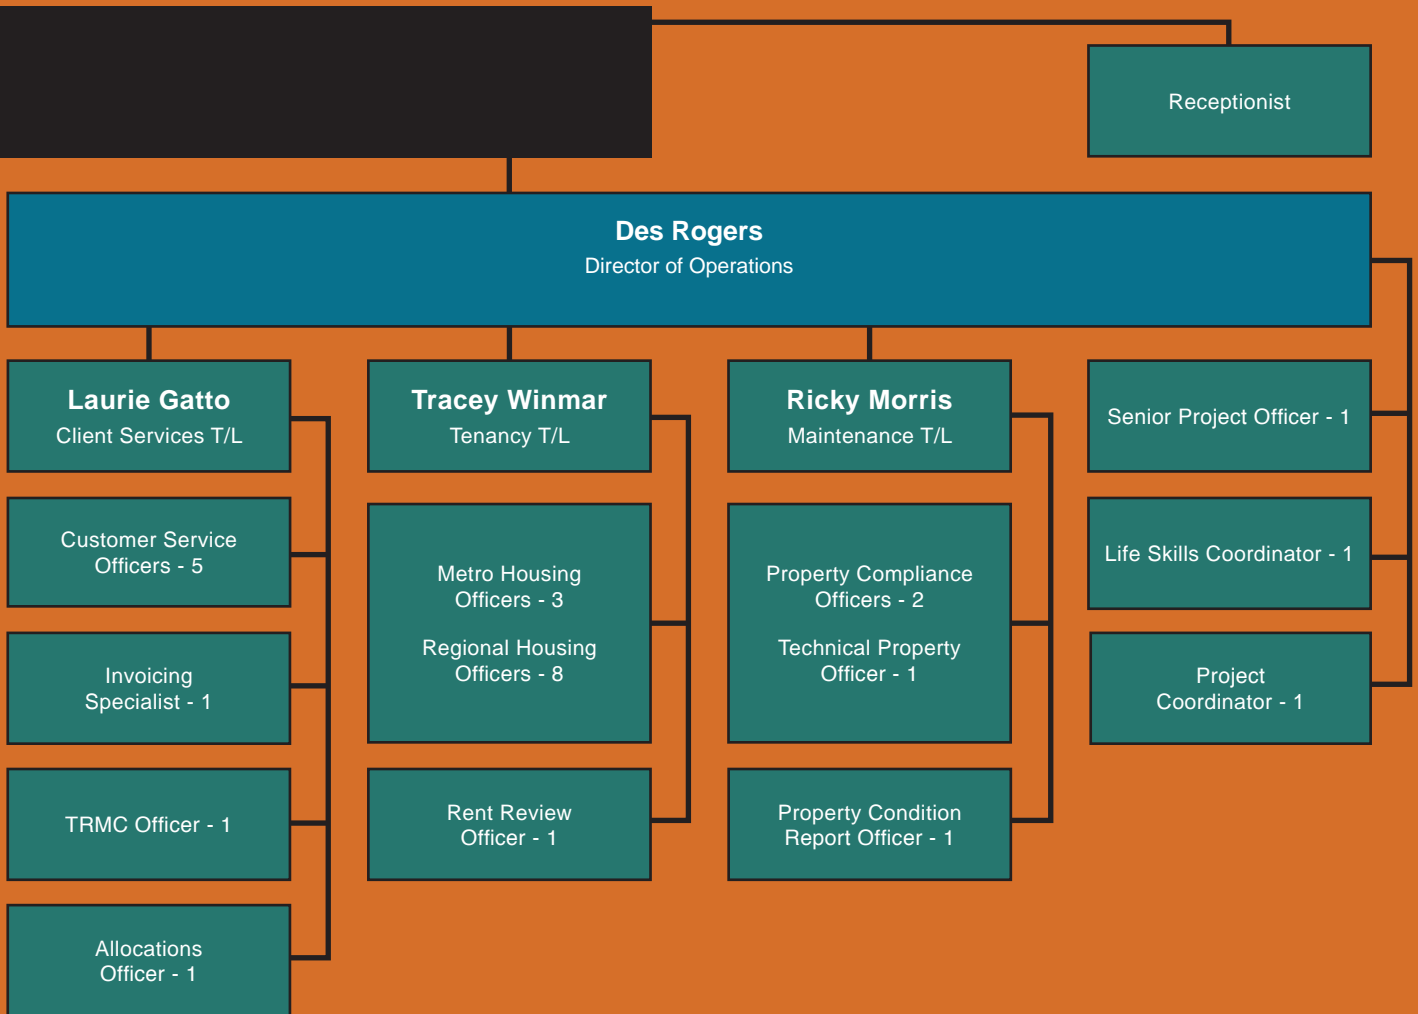 Receptionist
Des Rogers
Director of Operations
Laurie Gatto
Client Services T/L
Customer Service
Officers - 5
Invoicing
Specialist - 1
TRMC Officer - 1
Allocations
Officer - 1
Tracey Winmar
Tenancy T/L
Metro Housing
Officers - 3
Regional Housing
Officers - 8
Rent Review
Officer - 1
Ricky Morris
Maintenance T/L
Property Compliance
Officers - 2
Technical Property
Officer - 1
Property Condition
Report Officer - 1
Senior Project Officer - 1
Life Skills Coordinator - 1
Project
Coordinator - 1